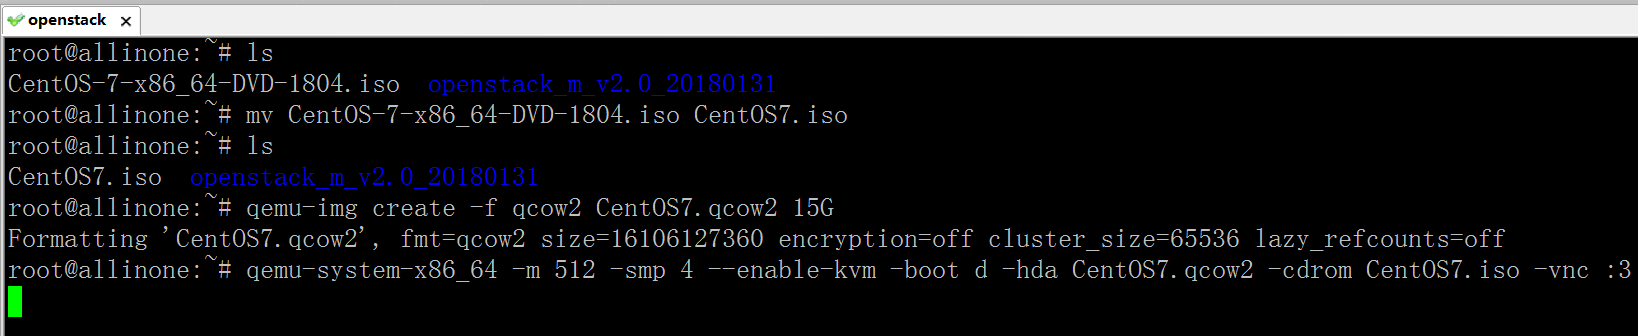 openstack x
root@allinone:~# ls
CentOS-7-x86_64-DVD-1804.iso openstack_m_v2.0_20180131
root@allinone:~# mv CentOS-7-x86_64-DVD-1804.iso CentOS7.iso
root@allinone:~# ls
CentOS7.iso openstack_m_v2.0_20180131
root@allinone:~# qemu-img create -f qcow2 CentOS7.qcow2 15G
Formatting 'CentOS7.qcow2', fmt=qcow2 size=16106127360 encryption=off cluster_size=65536 lazy_refcounts=off
root@allinone:~# qemu-system-x86_64 -m 512 -smp 4 --enable-kvm -boot d -hda CentOS7.qcow2 -cdrom CentOS7.iso -vnc :3